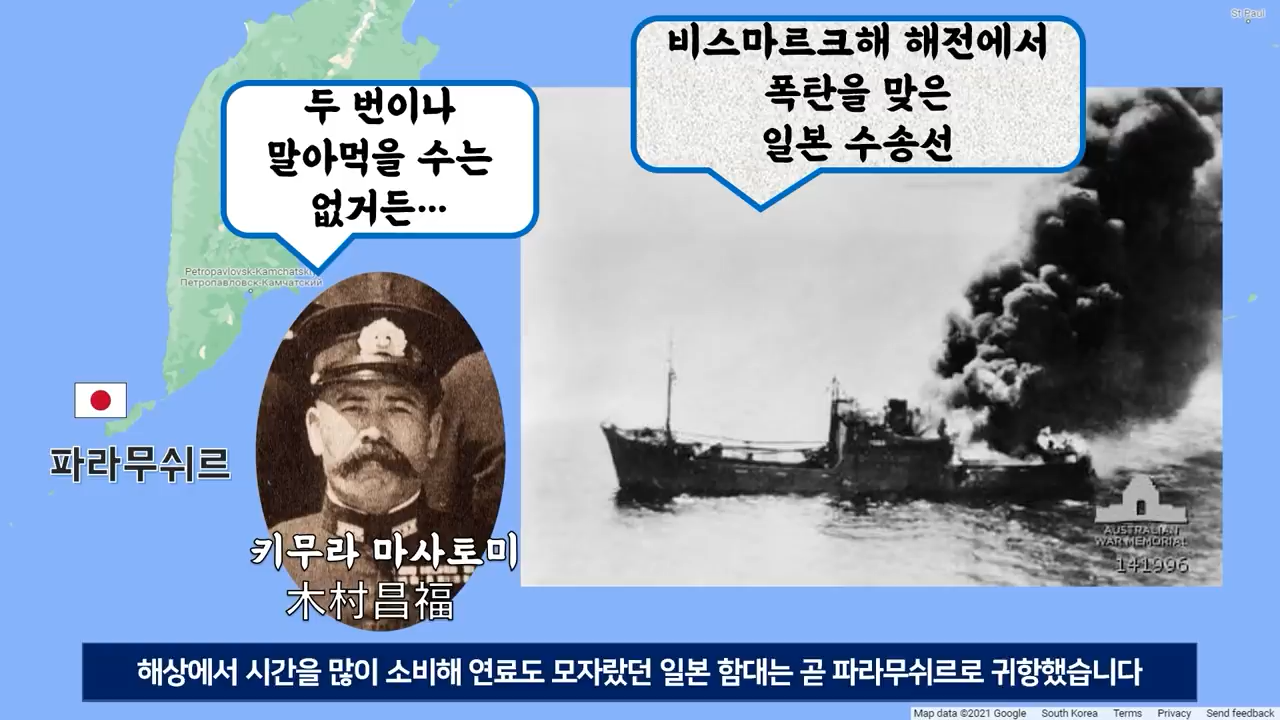 St Paul
비스마르크해 해전에서
폭탄을 맞은
일본 수송선
두 번이나
말아먹을 수는
없거든…
Petropavlovsk-Kamchatskiy
Петропавловск-Камчатский
파라무쉬르
키무라 마사토미
木村昌福
AUSTRALIAN
WAR MEMORIAL
141996
해상에서 시간을 많이 소비해 연료도 모자랐던 일본 함대는 곧 파라무쉬르로 귀항했습니다
Map data ©2021 Google South Korea Terms Privacy Send feedback